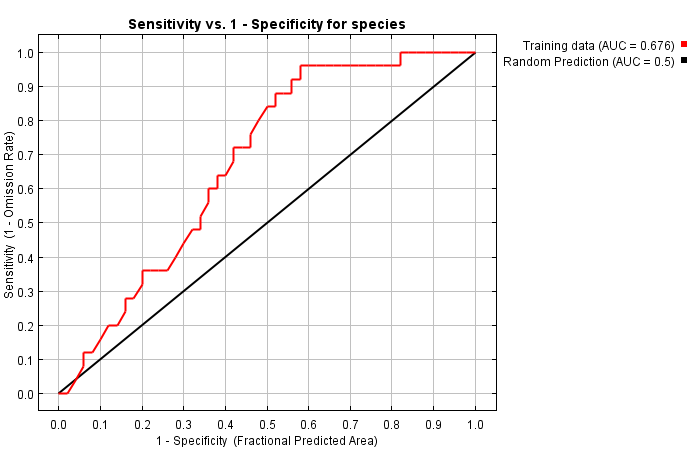 Sensitivity vs. 1 - Specificity for species
Training data (AUC = 0.676)
Random Prediction (AUC = 0.5)
Sensitivity (1 - Omission Rate)
1.0
0.9
0.8
0.7
0.6
0.5
0.4
0.3
0.2
0.1
0.0
0.0 0.1 0.2 0.3 0.4 0.5 0.6 0.7 0.8 0.9 1.0
1 - Specificity (Fractional Predicted Area)